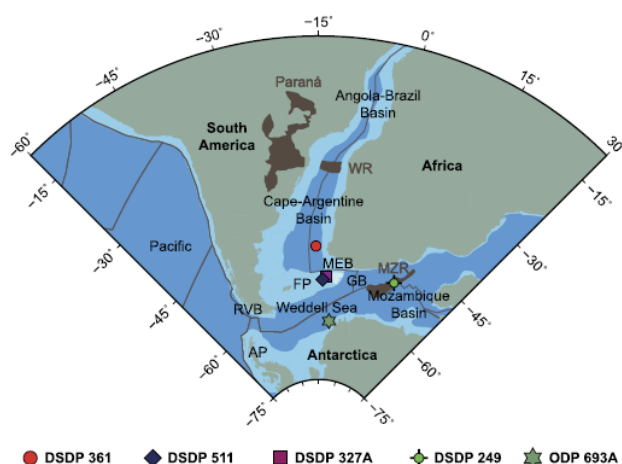 −15°
−30°
0°
−45°
15°
−60°
30
Paraná
Angola-Brazil
Basin
South
America
Africa
WR
−15°
−15°
Cape-Argentine
Basin
−30°
Pacific
−30°
MEB
MZR
FP
GB
Mozambique
Basin
RVB
Weddell Sea
−45°
−45°
AP
Antarctica
−60°
−60°
−75°
−75°
DSDP 361
DSDP 511
DSDP 327A
DSDP 249
ODP 693A